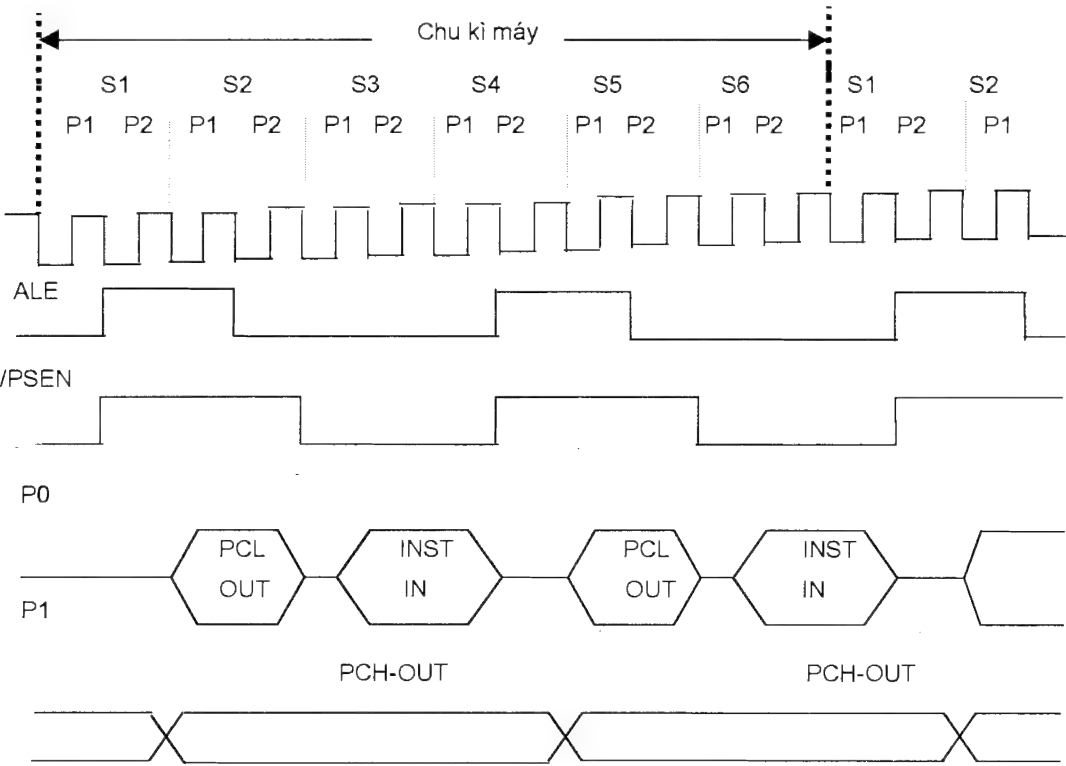 Chu kì máy
S1 S2 S3 S4 S5 S6 S1 S2
P1 P2 P1 P2 P1 P2 P1 P2 P1 P2 P1 P2 P1 P2 P1
ALE
/PSEN
P0
PCL INST PCL INST
OUT IN OUT IN
P1
PCH-OUT PCH-OUT